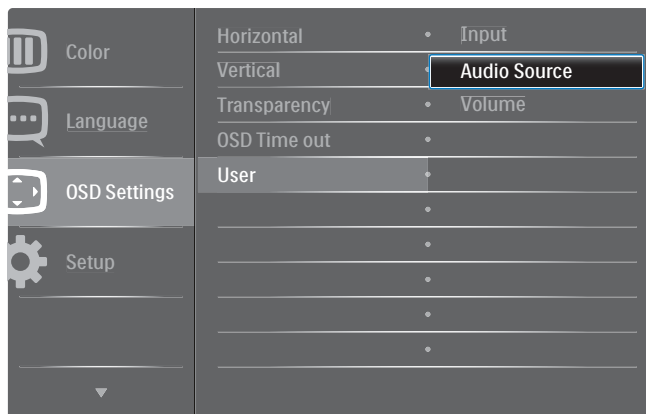 Color
Language
OSD Settings
Setup
Horizontal
Vertical
Transparency
OSD Time out
User
Input
Audio Source
Volume